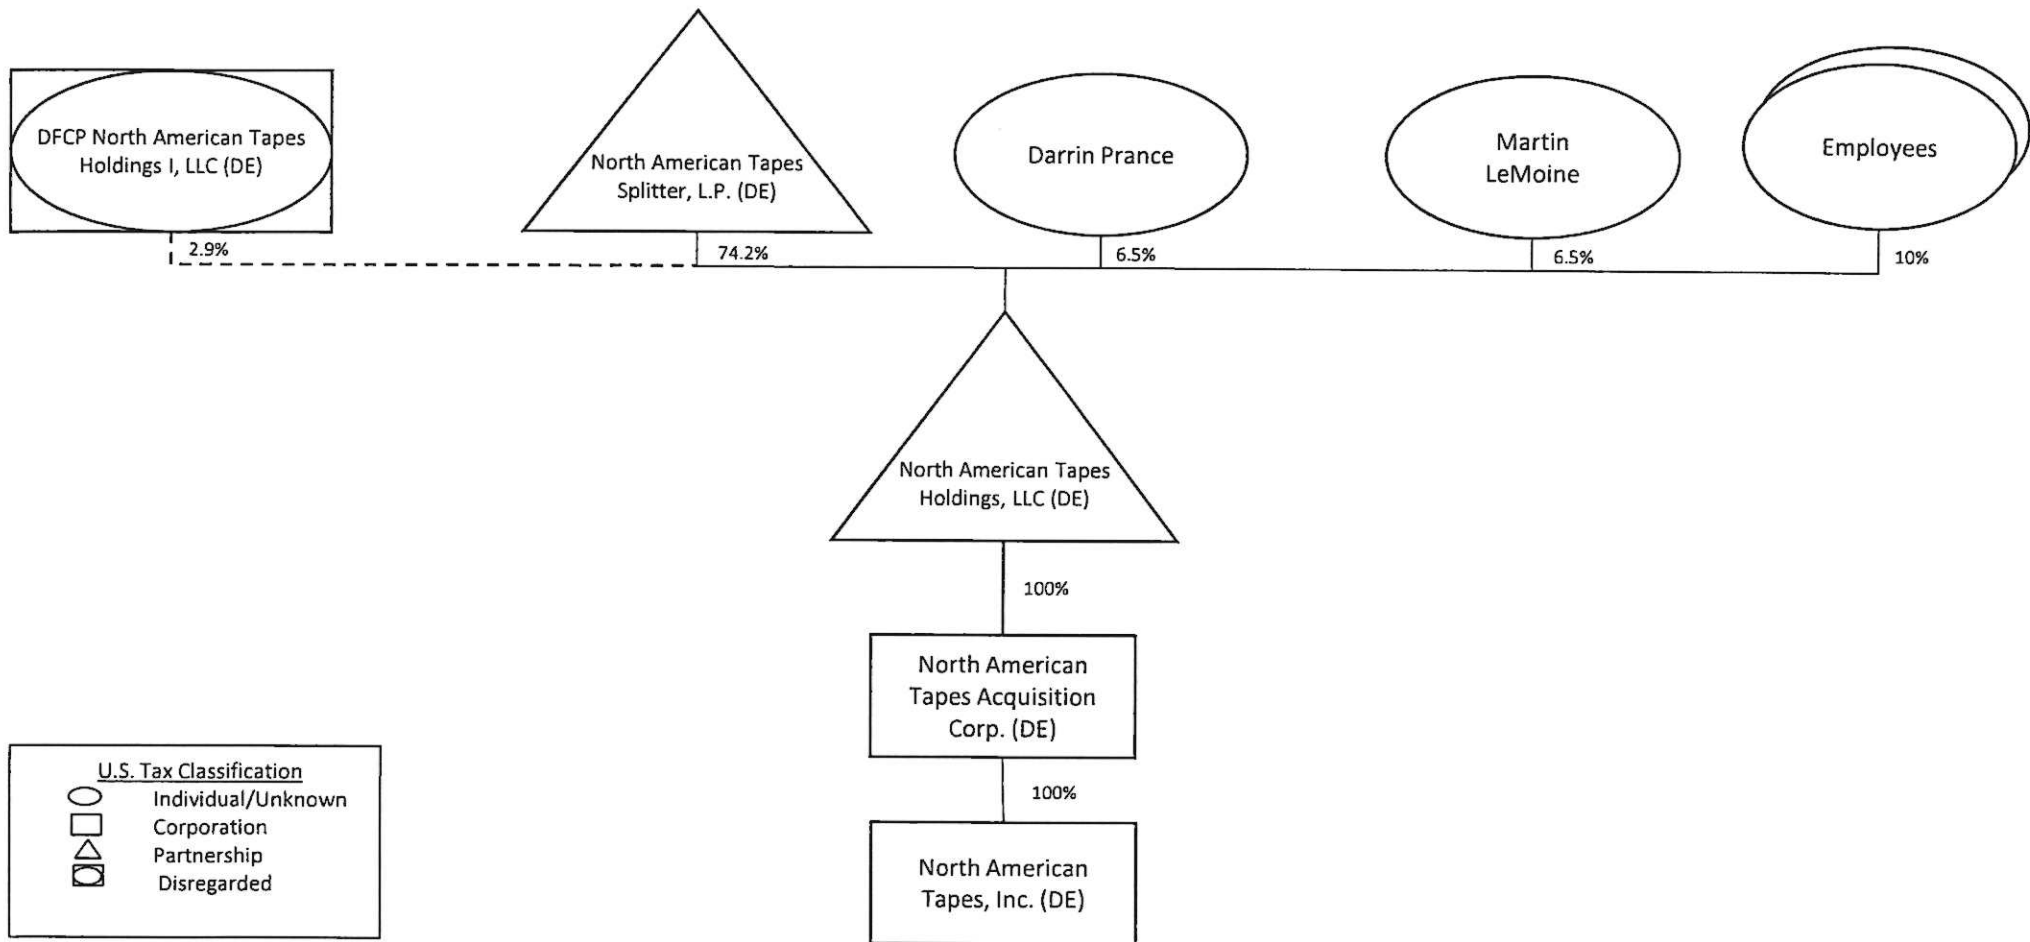 DFCP North American Tapes
Holdings I, LLC (DE)
North American Tapes
Splitter, L.P. (DE)
Darrin Prance
Martin
LeMoine
Employees
2.9%
74.2%
6.5%
6.5%
10%
North American Tapes
Holdings, LLC (DE)
100%
North American
Tapes Acquisition
Corp. (DE)
100%
North American
Tapes, Inc. (DE)
U.S. Tax Classification
Individual/Unknown
Corporation
Partnership
Disregarded